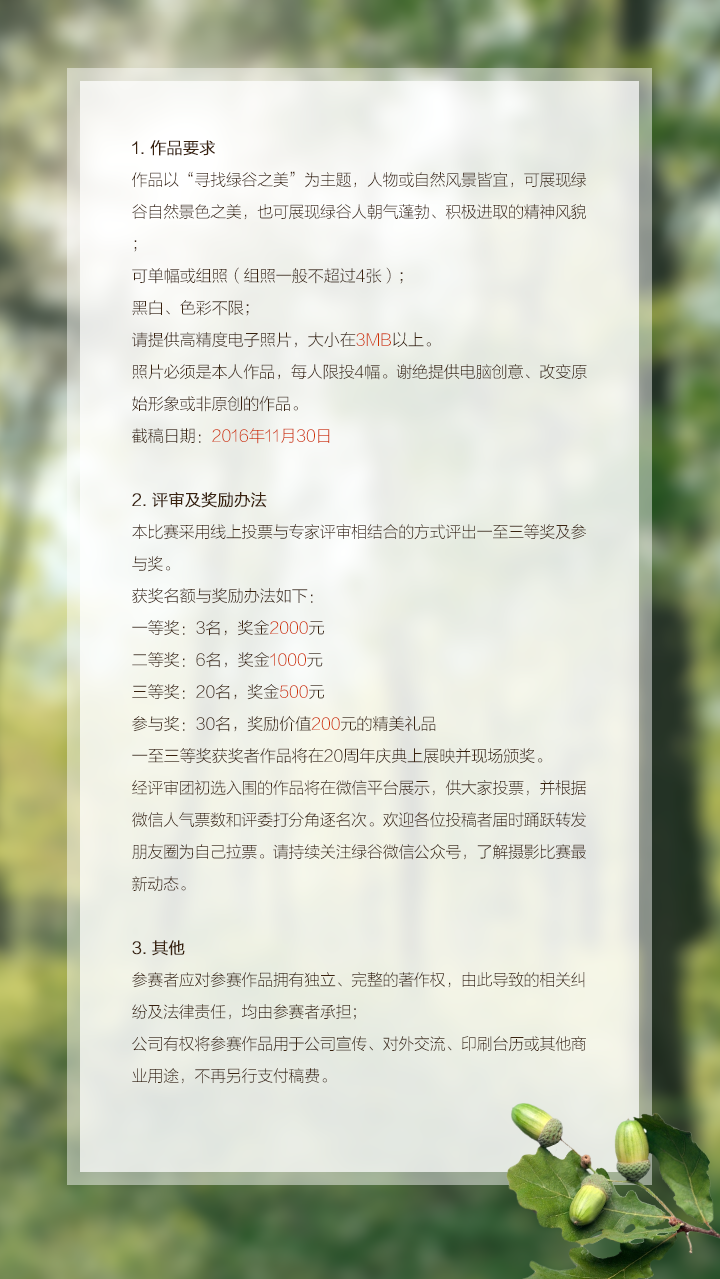 1. 作品要求
作品以“寻找绿谷之美”为主题，人物或自然风景皆宜，可展现绿
谷自然景色之美，也可展现绿谷人朝气蓬勃、积极进取的精神风貌
；
可单幅或组照（组照一般不超过4张）；
黑白、色彩不限；
请提供高精度电子照片，大小在3MB以上。
照片必须是本人作品，每人限投4幅。谢绝提供电脑创意、改变原
始形象或非原创的作品。
截稿日期：2016年11月30日
2. 评审及奖励办法
本比赛采用线上投票与专家评审相结合的方式评出一至三等奖及参
与奖。
获奖名额与奖励办法如下：
一等奖：3名，奖金2000元
二等奖：6名，奖金1000元
三等奖：20名，奖金500元
参与奖：30名，奖励价值200元的精美礼品
一至三等奖获奖者作品将在20周年庆典上展映并现场颁奖。
经评审团初选入围的作品将在微信平台展示，供大家投票，并根据
微信人气票数和评委打分角逐名次。欢迎各位投稿者届时踊跃转发
朋友圈为自己拉票。请持续关注绿谷微信公众号，了解摄影比赛最
新动态。
3. 其他
参赛者应对参赛作品拥有独立、完整的著作权，由此导致的相关纠
纷及法律责任，均由参赛者承担；
公司有权将参赛作品用于公司宣传、对外交流、印刷台历或其他商
业用途，不再另行支付稿费。